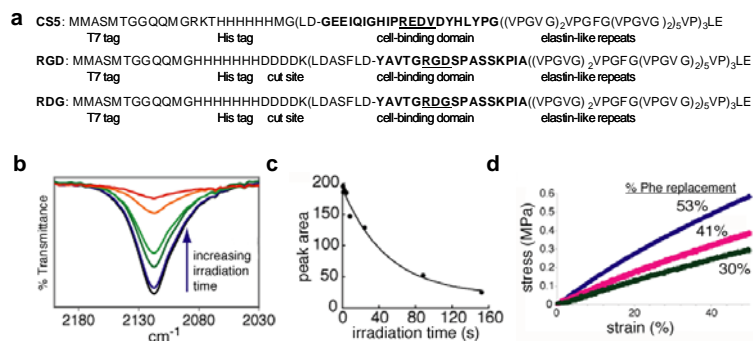 a
CS5: MMASMTGGQQMGRKTHHHHHHMG(LD-GEEIQIGHIPREDVDYHLYPG((VPGVG)2VPGFG(VPGVG)2)5VP)3LE
T7 tag His tag cell-binding domain elastin-like repeats
RGD: MMASMTGGQQMGHHHHHHHDDDDK(LDASFLD-YAVTGRGDSPASSKPIA((VPGVG)2VPGFG(VPGVG)2)5VP)3LE
T7 tag His tag cut site cell-binding domain elastin-like repeats
RDG: MMASMTGGQQMGHHHHHHHDDDDK(LDASFLD-YAVTGRDGSPASSKPIA((VPGVG)2VPGFG(VPGVG)2)5VP)3LE
T7 tag His tag cut site cell-binding domain elastin-like repeats
b
% Transmittance
increasing
irradiation
time
2180 2130 2080 2030
cm-1
c
peak area
200
150
100
50
0
0 40 80 120 160
irradiation time (s)
d
stress (MPa)
0.6
0.5
0.4
0.3
0.2
0.1
0
% Phe replacement
53%
41%
30%
0 20 40
strain (%)